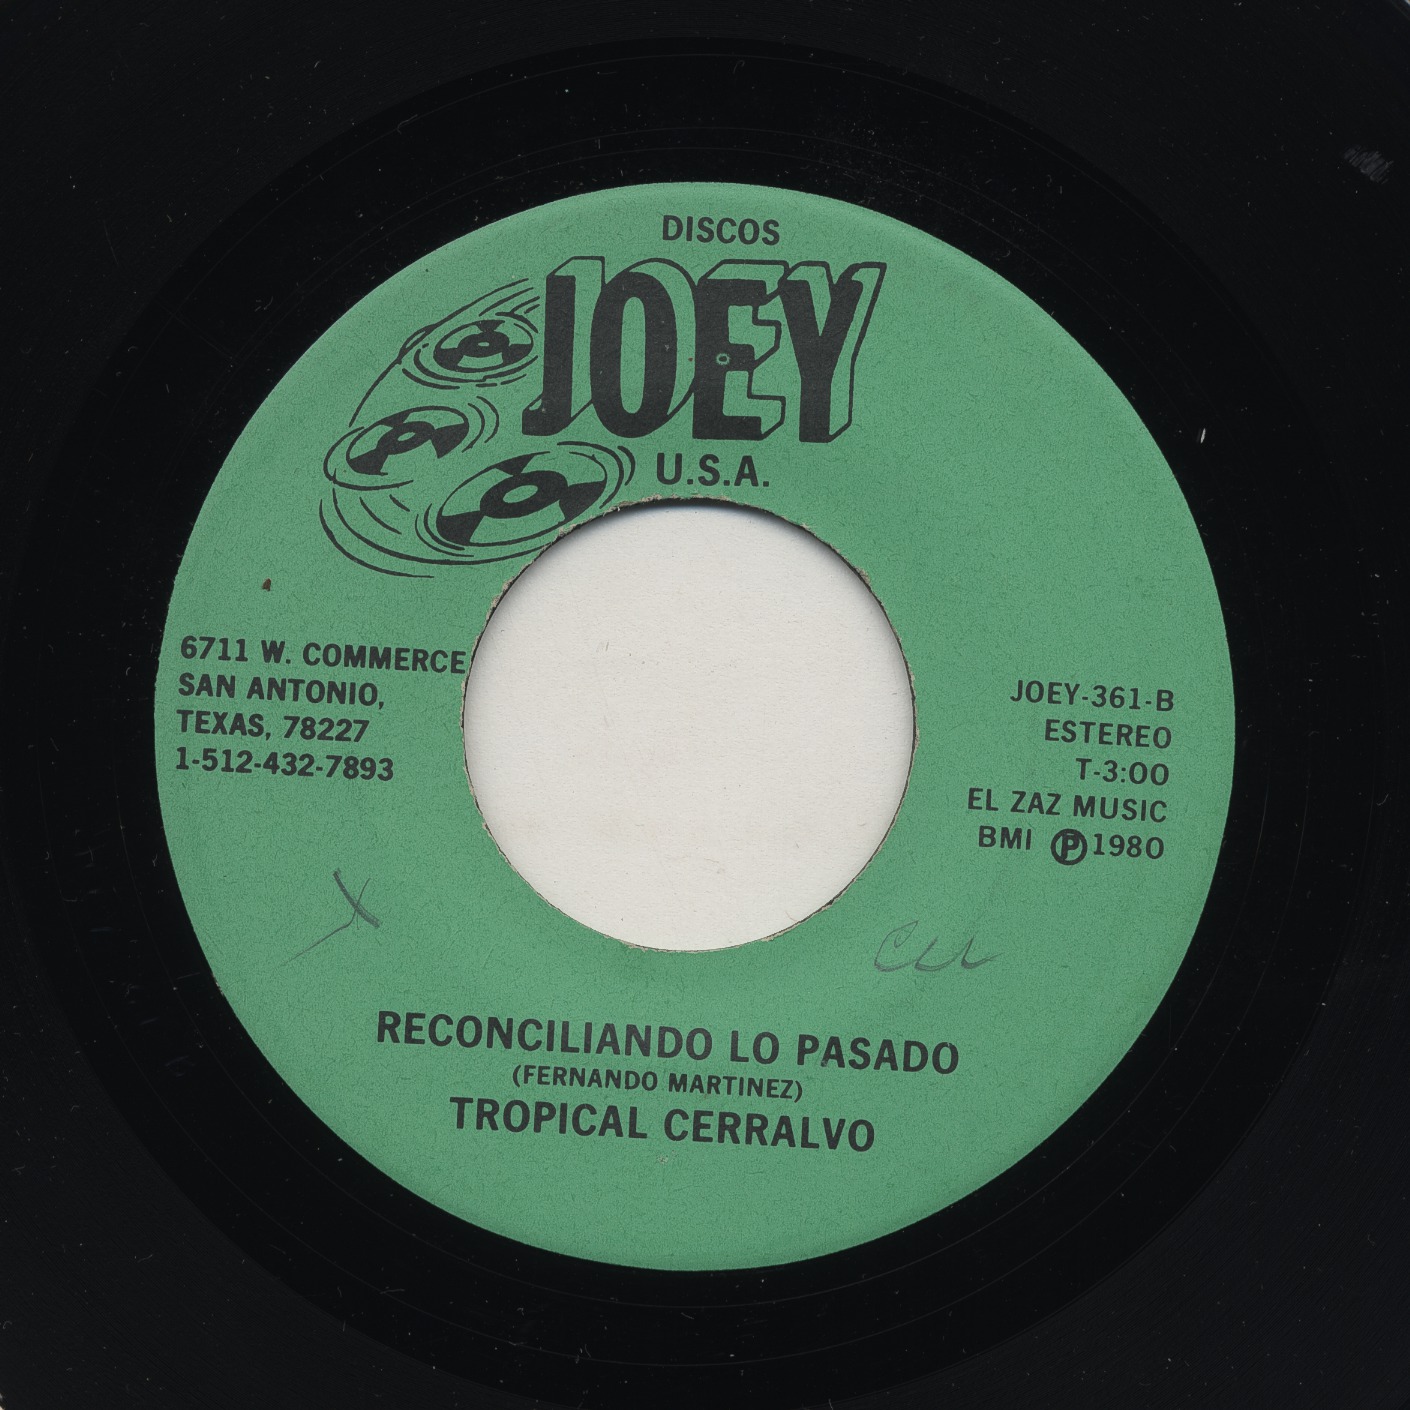 DISCOS
JOEY
U.S.A.
6711 W. COMMERCE
SAN ANTONIO,
TEXAS, 78227
1-512-432-7893
JOEY-361-B
ESTEREO
T-3:00
EL ZAZ MUSIC
BMI Ⓟ1980
RECONCILIANDO LO PASADO
(FERNANDO MARTINEZ)
TROPICAL CERRALVO